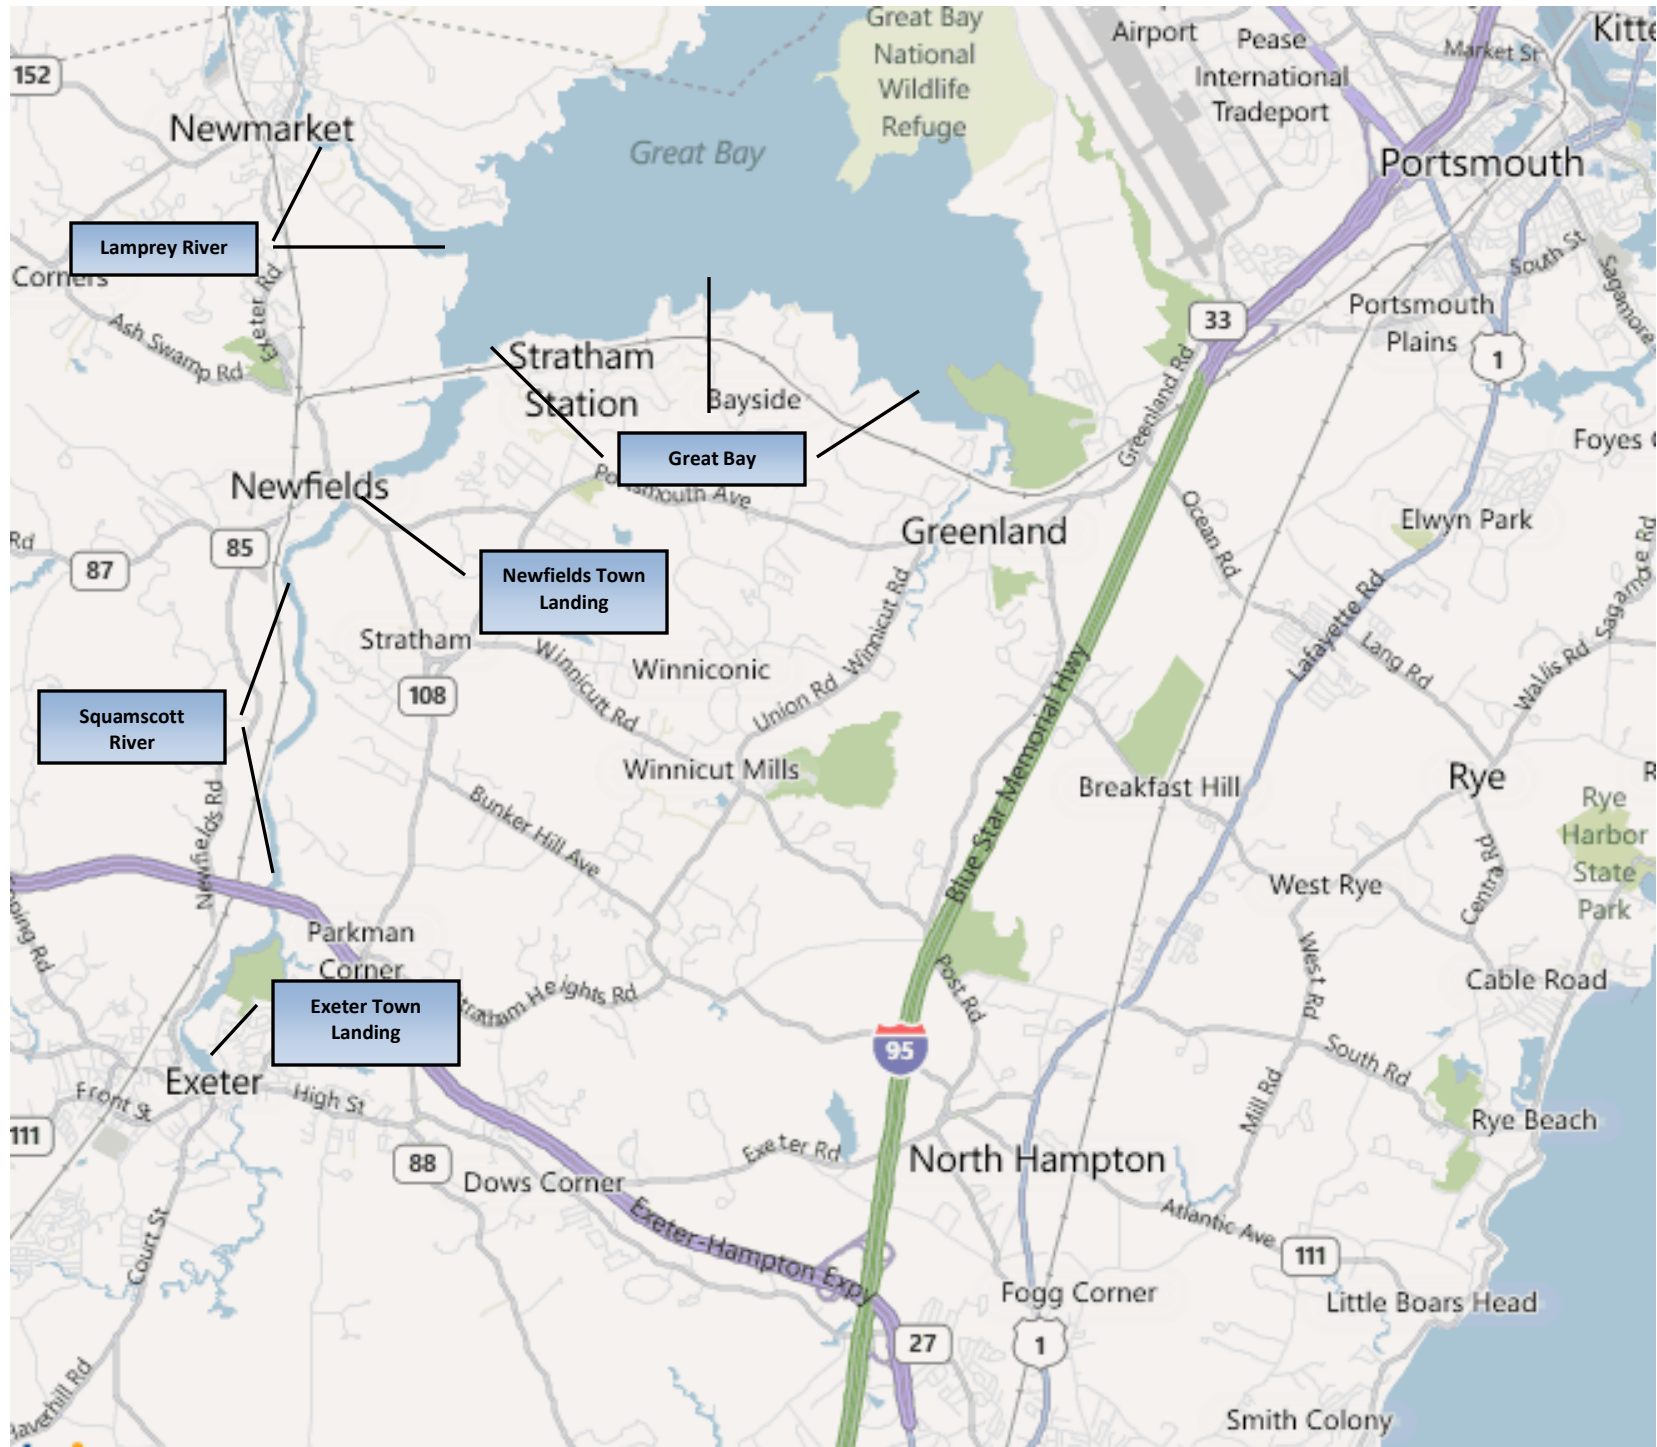 Great Bay
National
Wildlife
Refuge
Airport
Pease
International
Tradeport
Market St
152
Newmarket
Great Bay
Portsmouth
Lamprey River
Corners
Exeter Rd
South St
Sagamore
Ash Swamp Rd
33
Portsmouth
Plains
1
Stratham
Station
Bayside
Greenland Rd
Great Bay
Foyes
Newfields
Portsmouth Ave
Greenland
Ocean Rd
Elwyn Park
Rd
85
87
Newfields Town
Landing
Winnicut Rd
Lafayette Rd
Sagamore Rd
Stratham
Winnicutt Rd
Winniconic
Lang Rd
Wallis Rd
108
Union Rd
Squamscott
River
Winnicut Mills
Blue Star Memorial Hwy
Breakfast Hill
Rye
R
Rye
Harbor
State
Park
Newfields Rd
Bunker Hill Ave
Central Rd
West Rye
Parkman
Corner
West Rd
Cable Road
Exeter Town
Landing
Stratham Heights Rd
Post Rd
95
South Rd
Exeter
Front St
High St
Mill Rd
Rye Beach
111
88
Exeter Rd
North Hampton
Dows Corner
Court St
Exeter-Hampton Expy
Atlantic Ave
111
Fogg Corner
Little Boars Head
27
1
Smith Colony